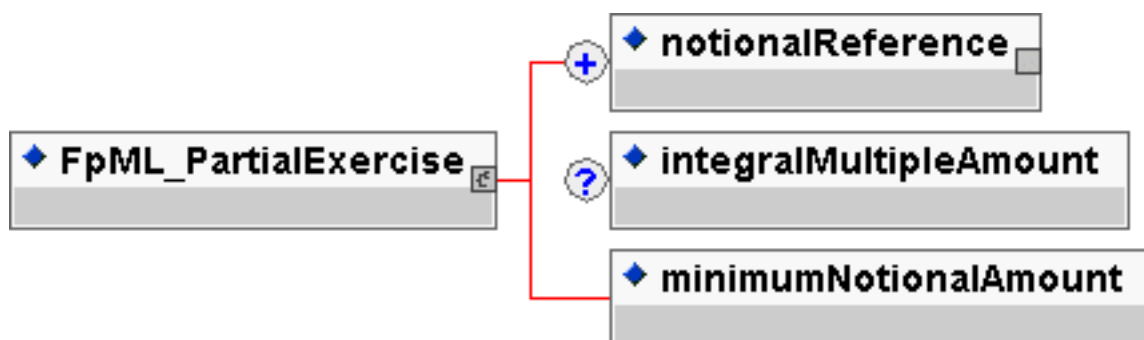 notionalReference
+
FpML_PartialExercise
?
integralMultipleAmount
minimumNotionalAmount